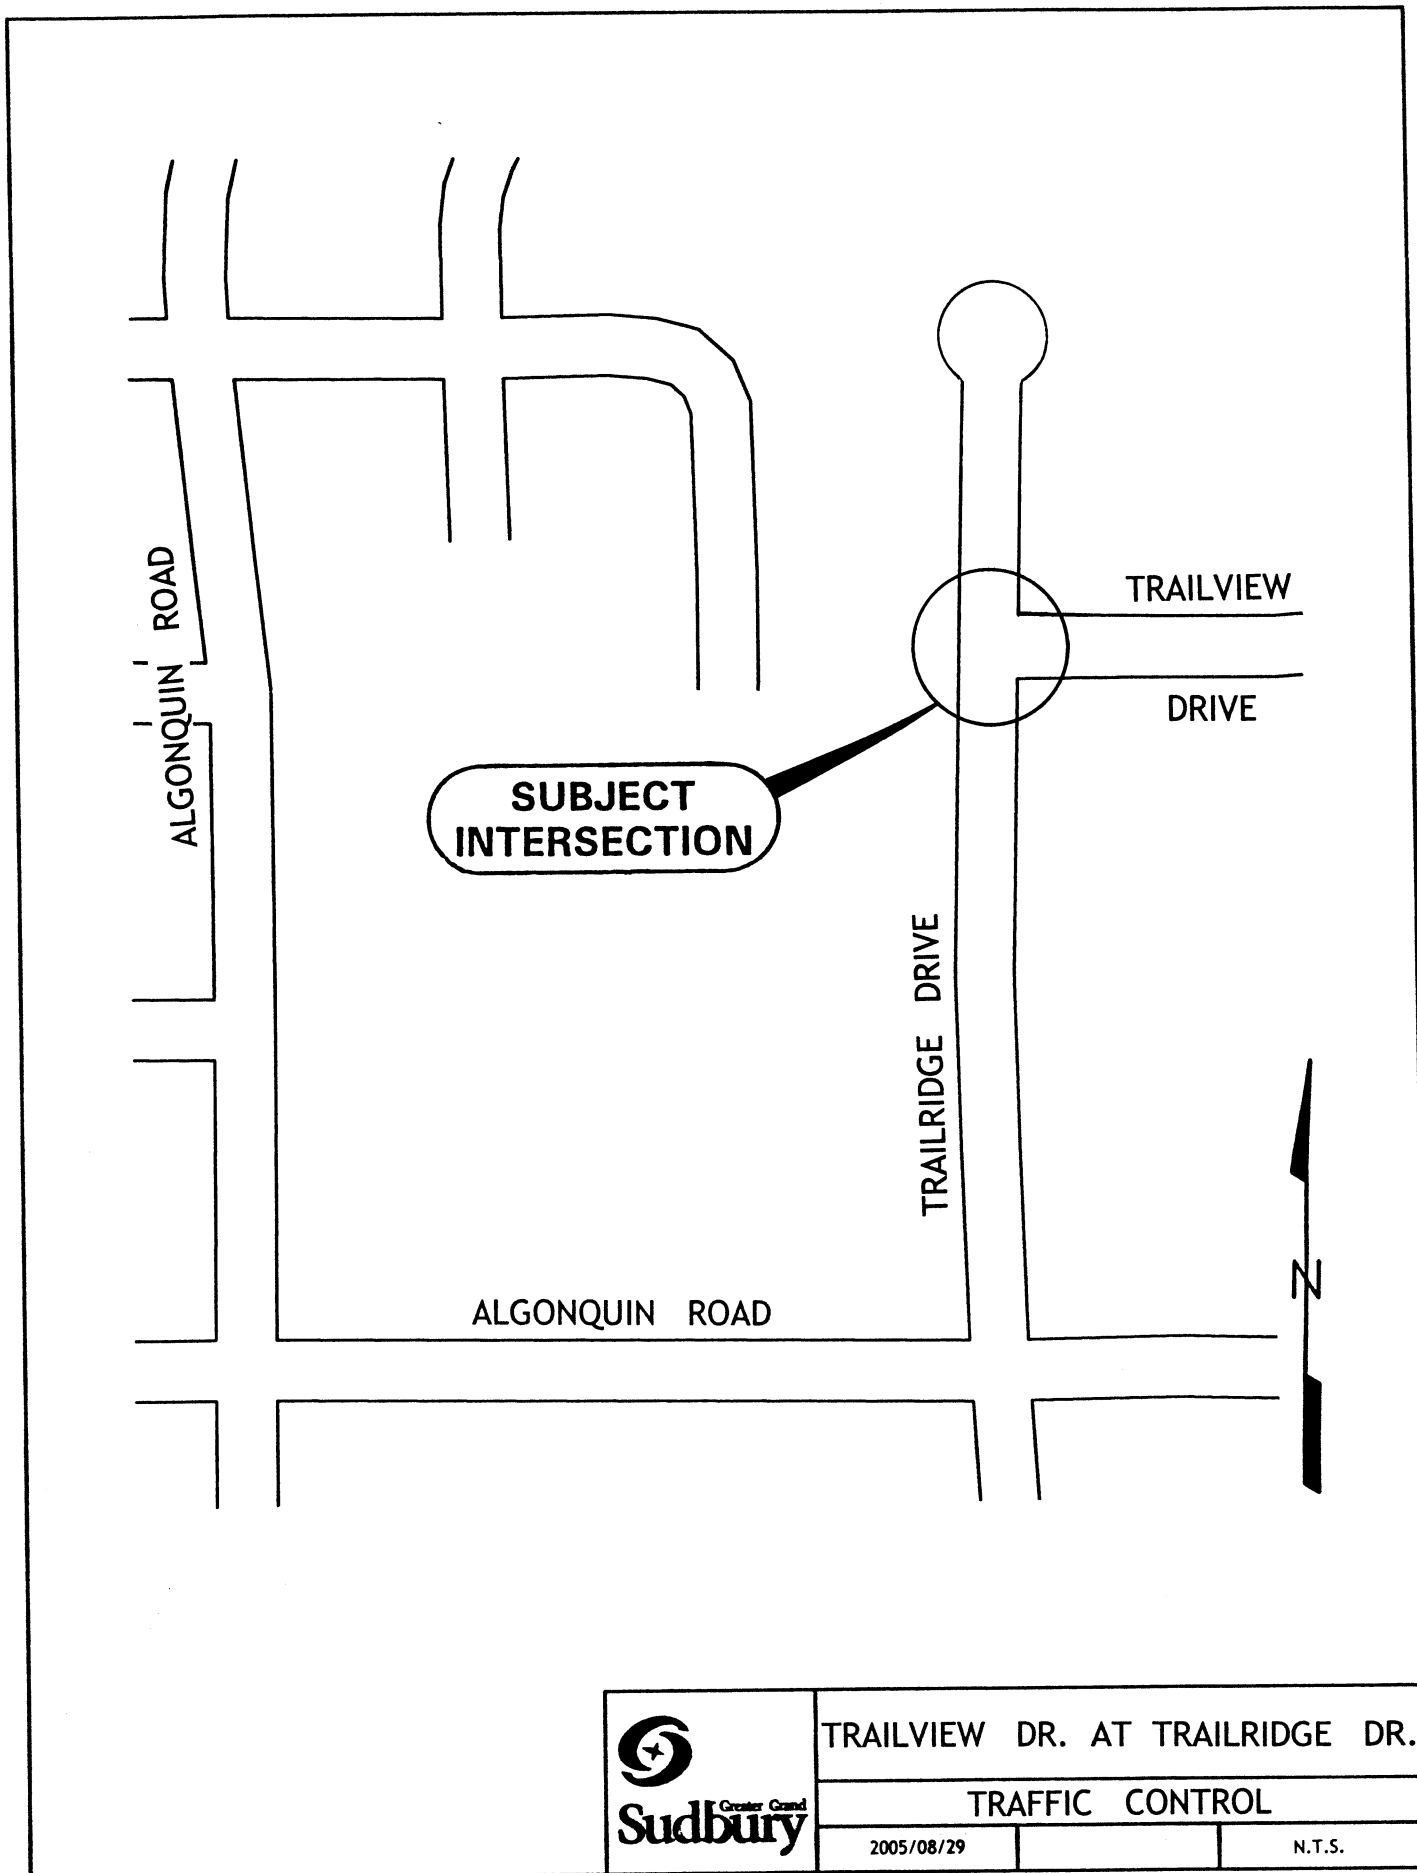 ALGONQUIN ROAD
TRAILVIEW
DRIVE
SUBJECT
INTERSECTION
TRAILRIDGE DRIVE
ALGONQUIN ROAD
N
TRAILVIEW DR. AT TRAILRIDGE DR.
TRAFFIC CONTROL
Greater Grand
Sudbury
2005/08/29
N.T.S.